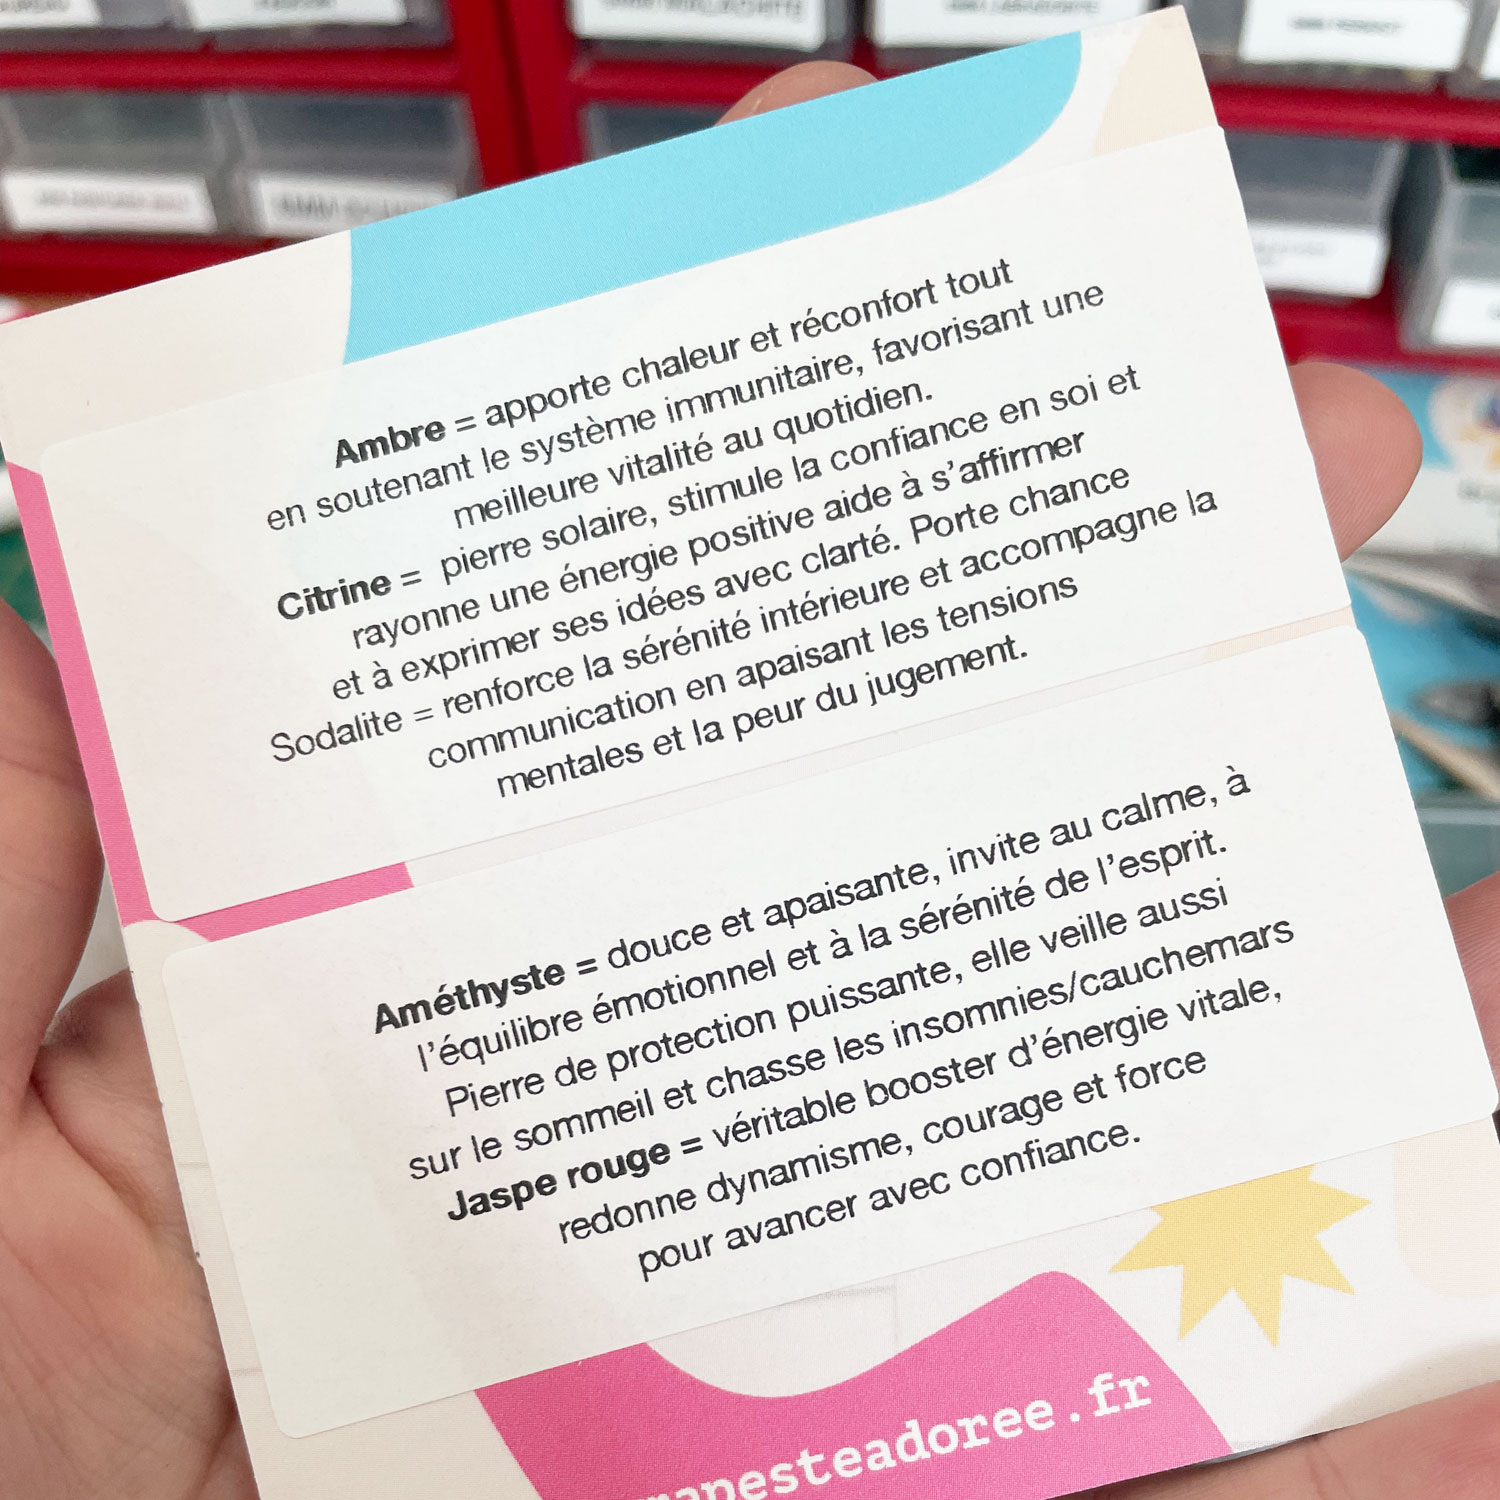 MALACHITE
Ambre = apporte chaleur et réconfort tout
en soutenant le système immunitaire, favorisant une
meilleure vitalité au quotidien.
Citrine = pierre solaire, stimule la confiance en soi et
rayonne une énergie positive aide à s'affirmer
et à exprimer ses idées avec clarté. Porte chance
Sodalite = renforce la sérénité intérieure et accompagne la
communication en apaisant les tensions
mentales et la peur du jugement.
Améthyste = douce et apaisante, invite au calme, à
l'équilibre émotionnel et à la sérénité de l'esprit.
Pierre de protection puissante, elle veille aussi
sur le sommeil et chasse les insomnies/cauchemars
Jaspe rouge = véritable booster d'énergie vitale,
redonne dynamisme, courage et force
pour avancer avec confiance.
rapesteadoree.fr